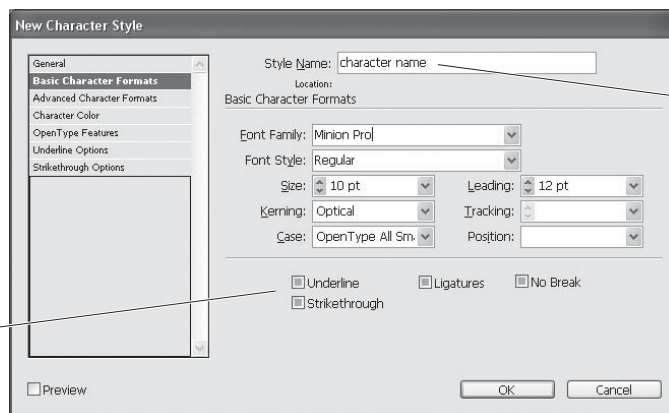 New Character Style
General
Basic Character Formats
Advanced Character Formats
Character Color
OpenType Features
Underline Options
Strikethrough Options
Style Name: character name
Location:
Basic Character Formats
Font Family: Minion Pro
Font Style: Regular
Size: 10 pt Leading: 12 pt
Kerning: Optical Tracking:
Case: OpenType All Sm. Position:
Underline Ligatures No Break
Strikethrough
Preview OK Cancel